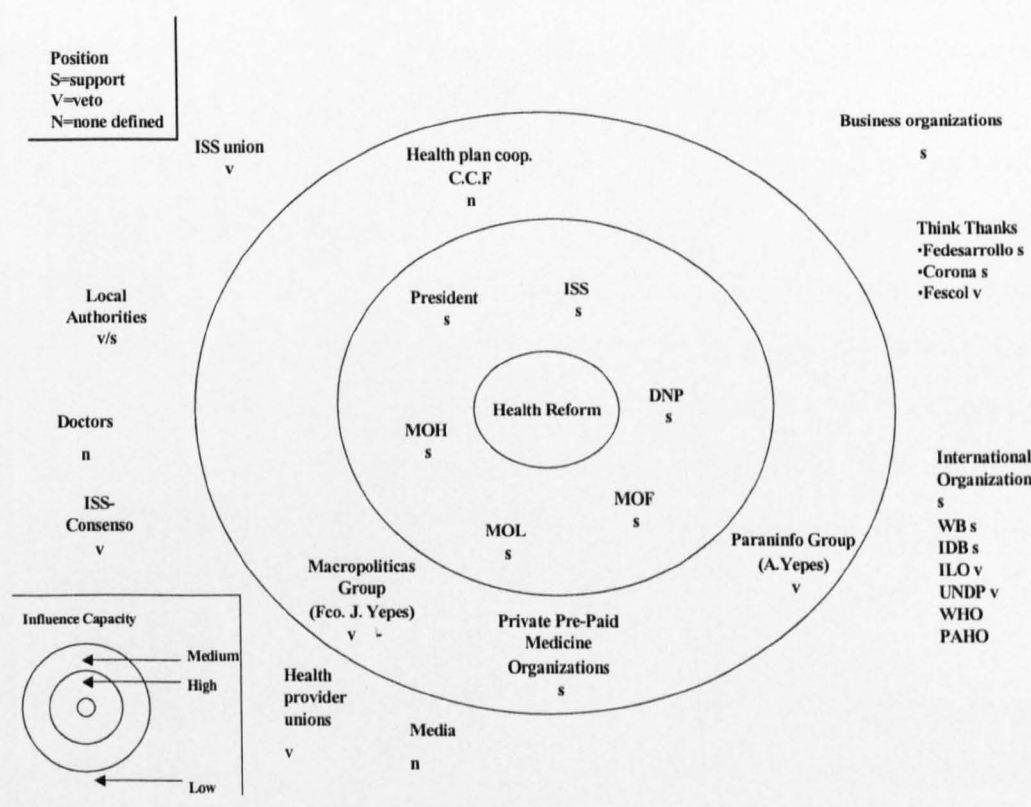 Position
S=support
V=veto
N=none defined
ISS union
v
Health plan coop.
C.C.F
n
Business organizations
s
Think Thanks
•Fedesarrollo s
•Corona s
•Fescol v
Local
Authorities
v/s
President
s
ISS
s
Health Reform
DNP
s
MOH
s
MOF
s
MOL
s
Doctors
n
ISS-
Consenso
v
International
Organization
s
WB s
IDB s
ILO v
UNDP v
WHO
PAHO
Paraninfo Group
(A.Yepes)
v
Macropoliticas
Group
(Fco. J. Yepes)
v
Private Pre-Paid
Medicine
Organizations
s
Health
provider
unions
v
Media
n
Influence Capacity
Medium
High
Low